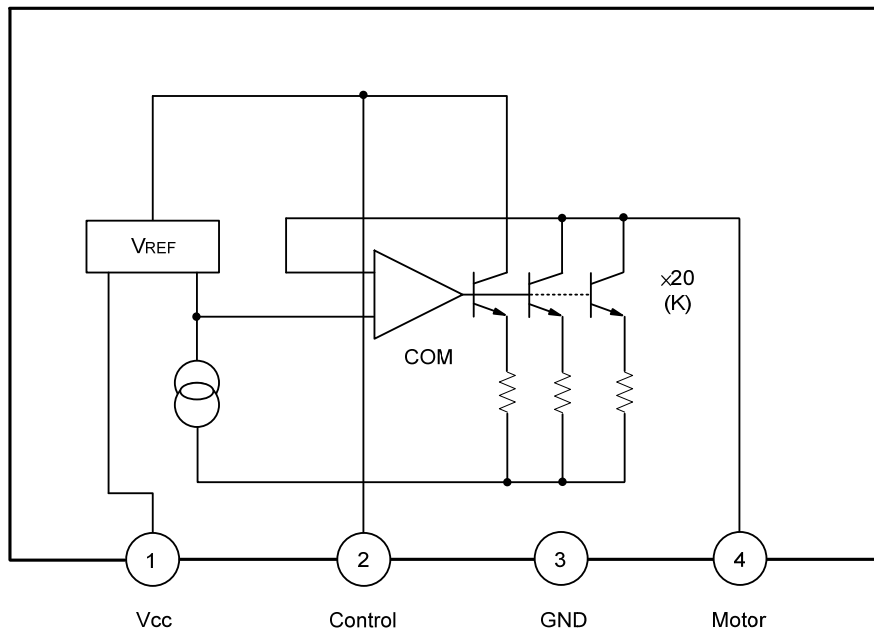 VREF
×20
(K)
COM
1 2 3 4
Vcc Control GND Motor